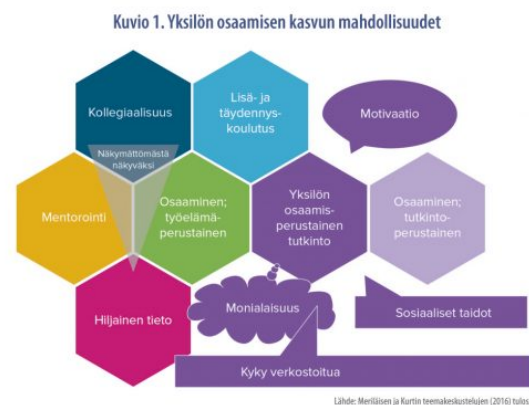 Kuvio 1. Yksilön osaamisen kasvun mahdollisuudet
Kollegiaalisuus
Lisä- ja
täydennys-
koulutus
Motivaatio
Näkymättömästä
näkyväksi
Mentorointi
Osaaminen;
työelämä-
perustainen
Yksilön
osaamis-
perustainen
tutkinto
Osaaminen;
tutkinto-
perustainen
Hiljainen tieto
Monialaisuus
Sosiaaliset taidot
Kyky verkostoitua
Lähde: Meriläisen ja Kurtin teemakeskustelujen (2016) tulos